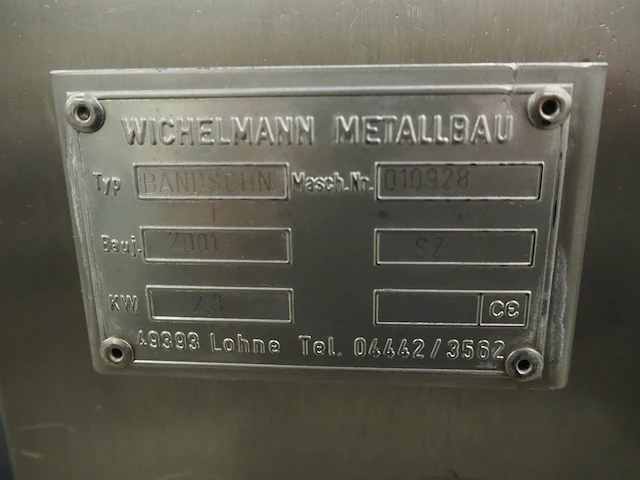 WICHELMANN METALLBAU
Typ BANDSCHN Masch.Nr. 010928
Bauj. 2001 SZ
KW 2,3 CE
49393 Lohne Tel. 04442/3562